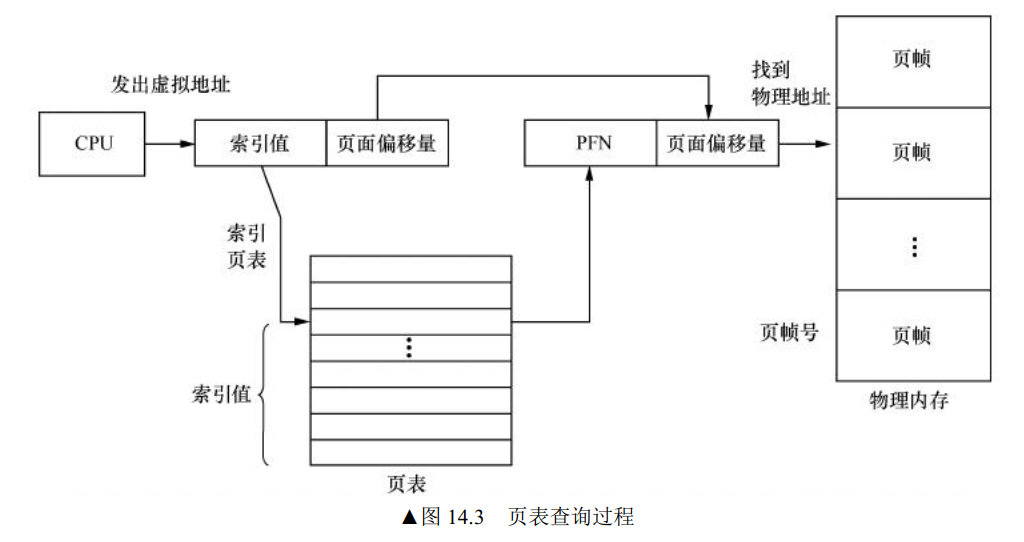 发出虚拟地址
CPU
索引值
页面偏移量
索引
页表
索引值
页表
PFN
页面偏移量
找到
物理地址
页帧
页帧
页帧号
页帧
物理内存
▲图 14.3 页表查询过程